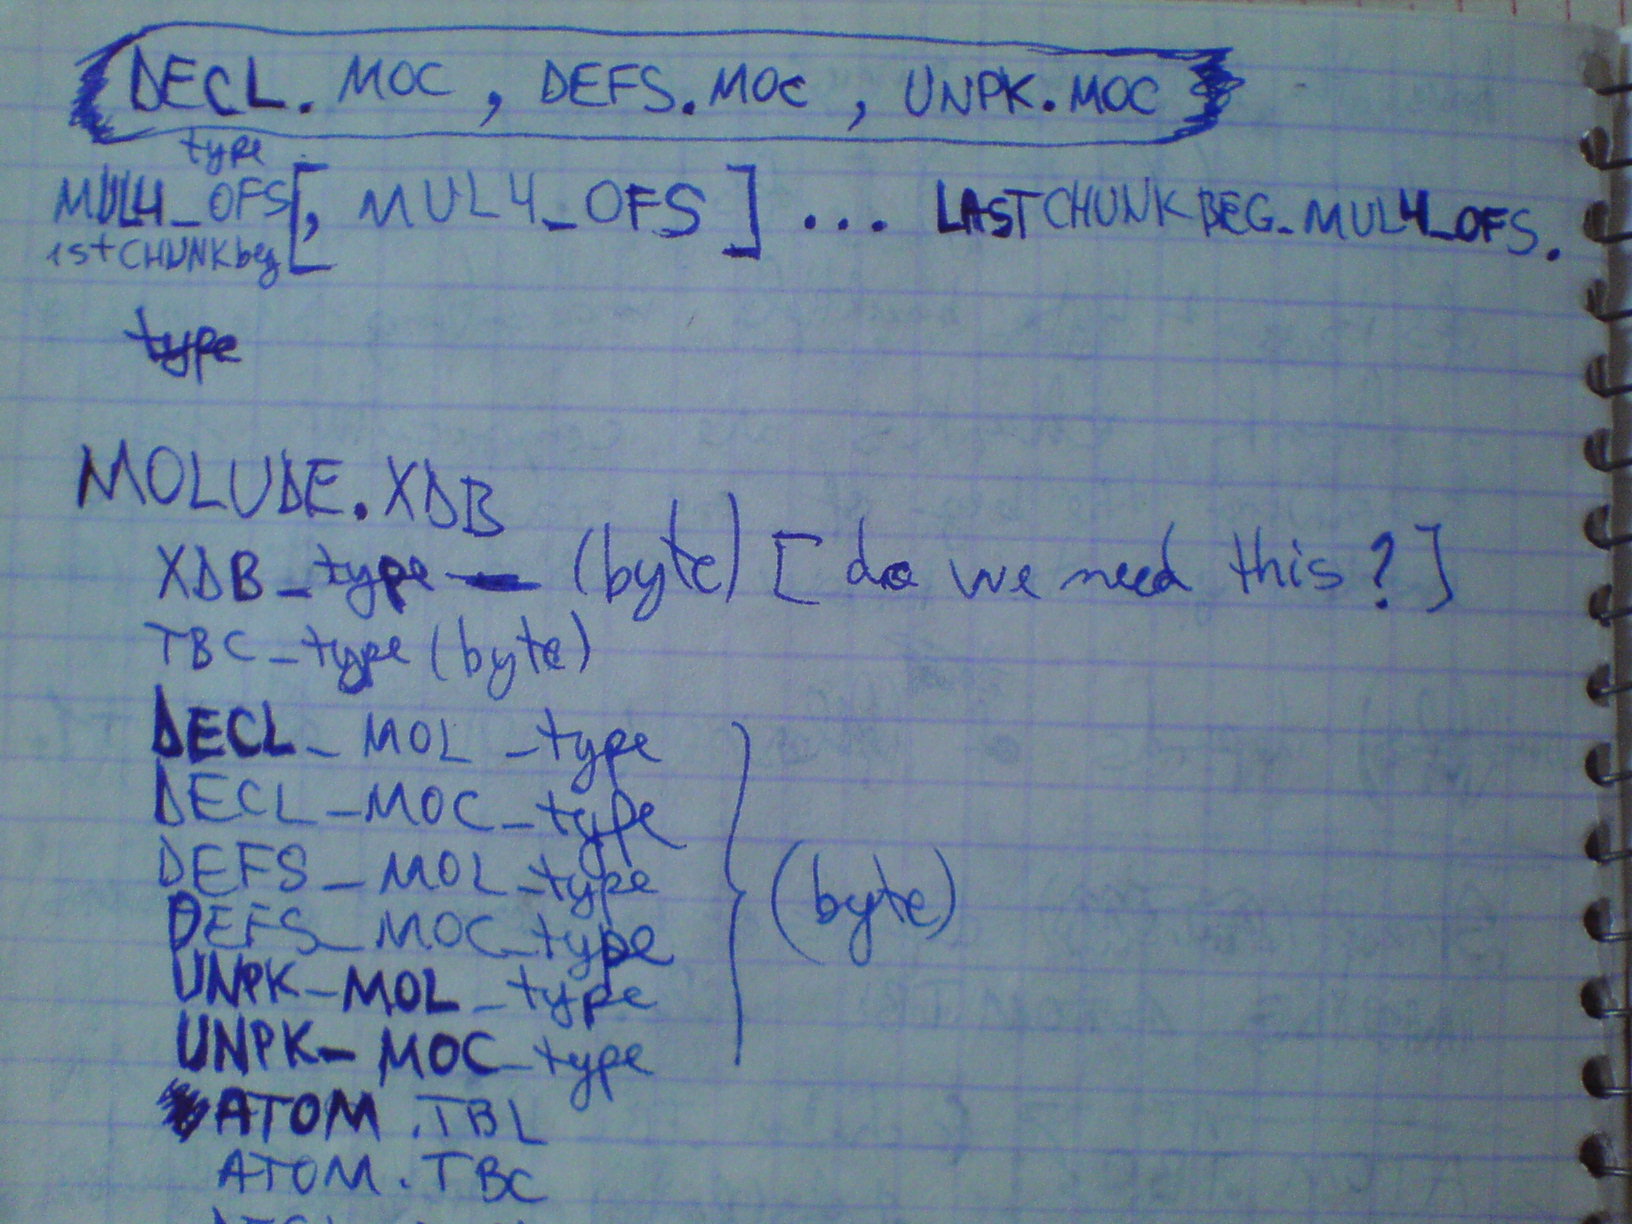 DECL.MOC, DEFS.MOC, UNPK.MOC
type
MUL4_OFS[, MUL4_OFS] ... LASTCHUNKBEG_MUL4_OFS.
1stCHUNKbeg
type
MOLUDE.XDB
XDB_type - (byte) [do we need this?]
TBC_type (byte)
DECL_MOL_type
DECL_MOC_type
DEFS_MOL_type
(byte)
DEFS_MOC_type
UNPK_MOL_type
UNPK_MOC_type
ATOM.TBL
ATOM.TBC